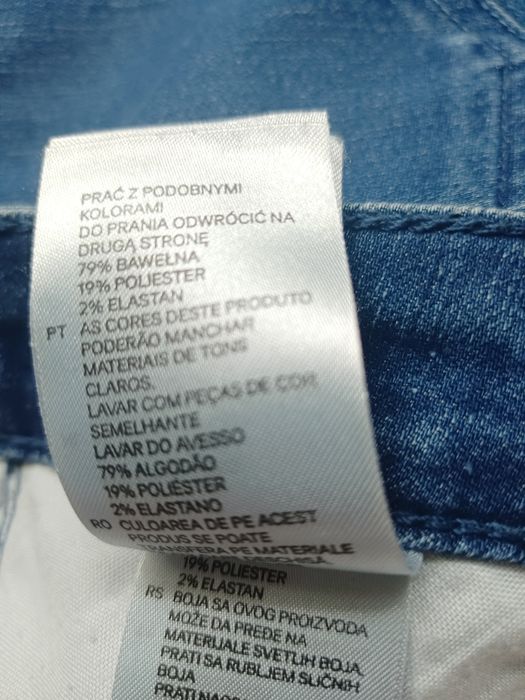 PRAĆ Z PODOBNYMI
KOLORAMI
DO PRANIA ODWRÓCIĆ NA
DRUGĄ STRONĘ
79% BAWEŁNA
19% POLIESTER
2% ELASTAN
PT AS CORES DESTE PRODUTO
PODERÃO MANCHAR
MATERIAIS DE TONS
CLAROS.
LAVAR COM PEÇAS DE COR
SEMELHANTE
LAVAR DO AVESSO
79% ALGODÃO
19% POLIÉSTER
2% ELASTANO
RO CULOAREA DE PE ACEST
PRODUS SE POATE
TRANSFERA PE MATERIALE
19% POLIESTER
2% ELASTAN
RS BOJA SA OVOG PROIZVODA
MOŽE DA PREĐE NA
MATERIJALE SVETLIH BOJA.
PRATI SA RUBLJEM SLIČNIH
BOJA